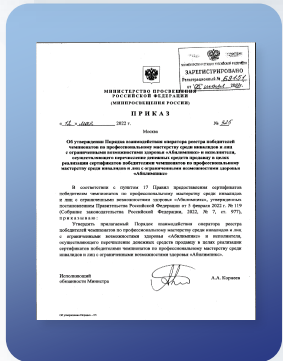 ЗАРЕГИСТРИРОВАНО
МИНИСТЕРСТВО ПРОСВЕЩЕНИЯ
РОССИЙСКОЙ ФЕДЕРАЦИИ
(МИНПРОСВЕЩЕНИЯ РОССИИ)
ПРИКАЗ
2022 г.
№
Москва
Об утверждении Порядка взаимодействия оператора реестра победителей
чемпионатов по профессиональному мастерству среди инвалидов и лиц
с ограниченными возможностями здоровья «Абилимпикс» и исполнителя,
осуществляющего перечисление денежных средств продавцу в целях
реализации сертификатов победителей чемпионатов по профессиональному
мастерству среди инвалидов и лиц с ограниченными возможностями здоровья
«Абилимпикс»
В соответствии с пунктом 17 Правил предоставления сертификатов
победителям чемпионатов по профессиональному мастерству среди инвалидов
и лиц с ограниченными возможностями здоровья «Абилимпикс», утвержденных
постановлением Правительства Российской Федерации от 5 февраля 2022 г. № 119
(Собрание законодательства Российской Федерации, 2022, № 7, ст. 977),
приказываю:
Утвердить прилагаемый Порядок взаимодействия оператора реестра
победителей чемпионатов по профессиональному мастерству среди инвалидов
и лиц с ограниченными возможностями здоровья «Абилимпикс» и исполнителя,
осуществляющего перечисление денежных средств продавцу в целях реализации
сертификатов победителей чемпионатов по профессиональному мастерству среди
инвалидов и лиц с ограниченными возможностями здоровья «Абилимпикс».
Исполняющий
обязанности Министра
А.А. Корнеев